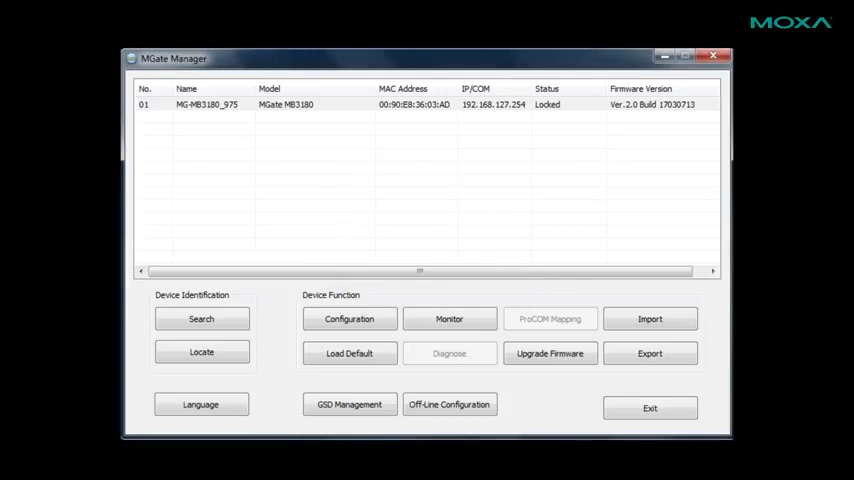 MOXA
MGate Manager
No. Name Model MAC Address IP/COM Status Firmware Version
01 MG-MB3180_975 MGate MB3180 00:90:E8:36:03:AD 192.168.127.254 Locked Ver.2.0 Build 17030713
Device Identification Device Function
Search Configuration Monitor ProCOM Mapping Import
Locate Load Default Diagnose Upgrade Firmware Export
Language GSD Management Off-Line Configuration Exit